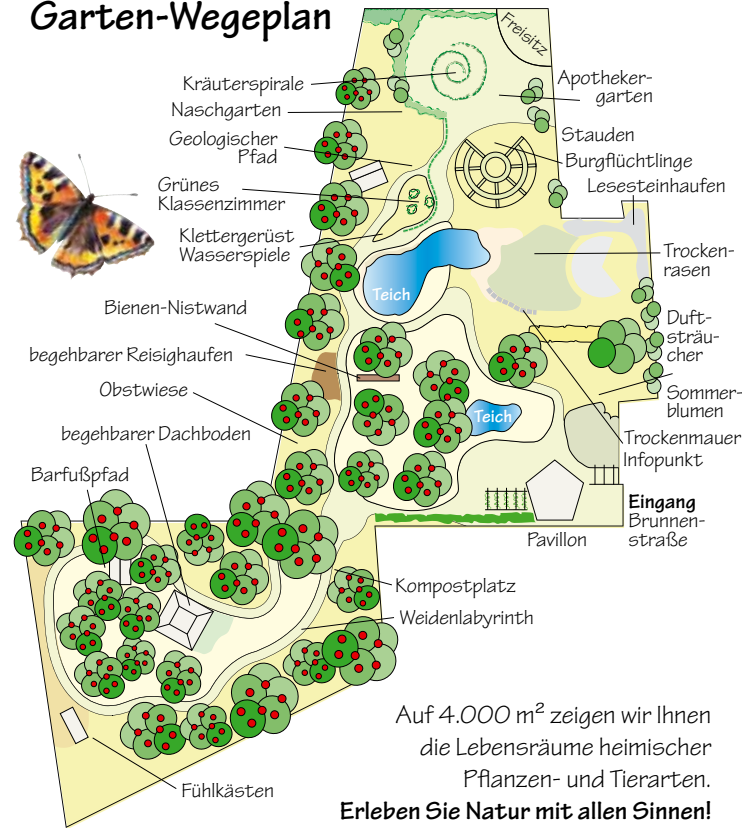 Garten-Wegeplan
Freisitz
Kräuterspirale
Naschgarten
Geologischer
Pfad
Grünes
Klassenzimmer
Klettergerüst
Wasserspiele
Bienen-Nistwand
begehbarer Reisighaufen
Obstwiese
begehbarer Dachboden
Barfußpfad
Apotheker-
garten
Stauden
Burgflüchtlinge
Lesesteinhaufen
Trocken-
rasen
Teich
Duft-
sträu-
cher
Sommer-
blumen
Teich
Trockenmauer
Infopunkt
Eingang
Brunnen-
straße
Pavillon
Kompostplatz
Weidenlabyrinth
Fühlkästen
Auf 4.000 m² zeigen wir Ihnen
die Lebensräume heimischer
Pflanzen- und Tierarten.
Erleben Sie Natur mit allen Sinnen!